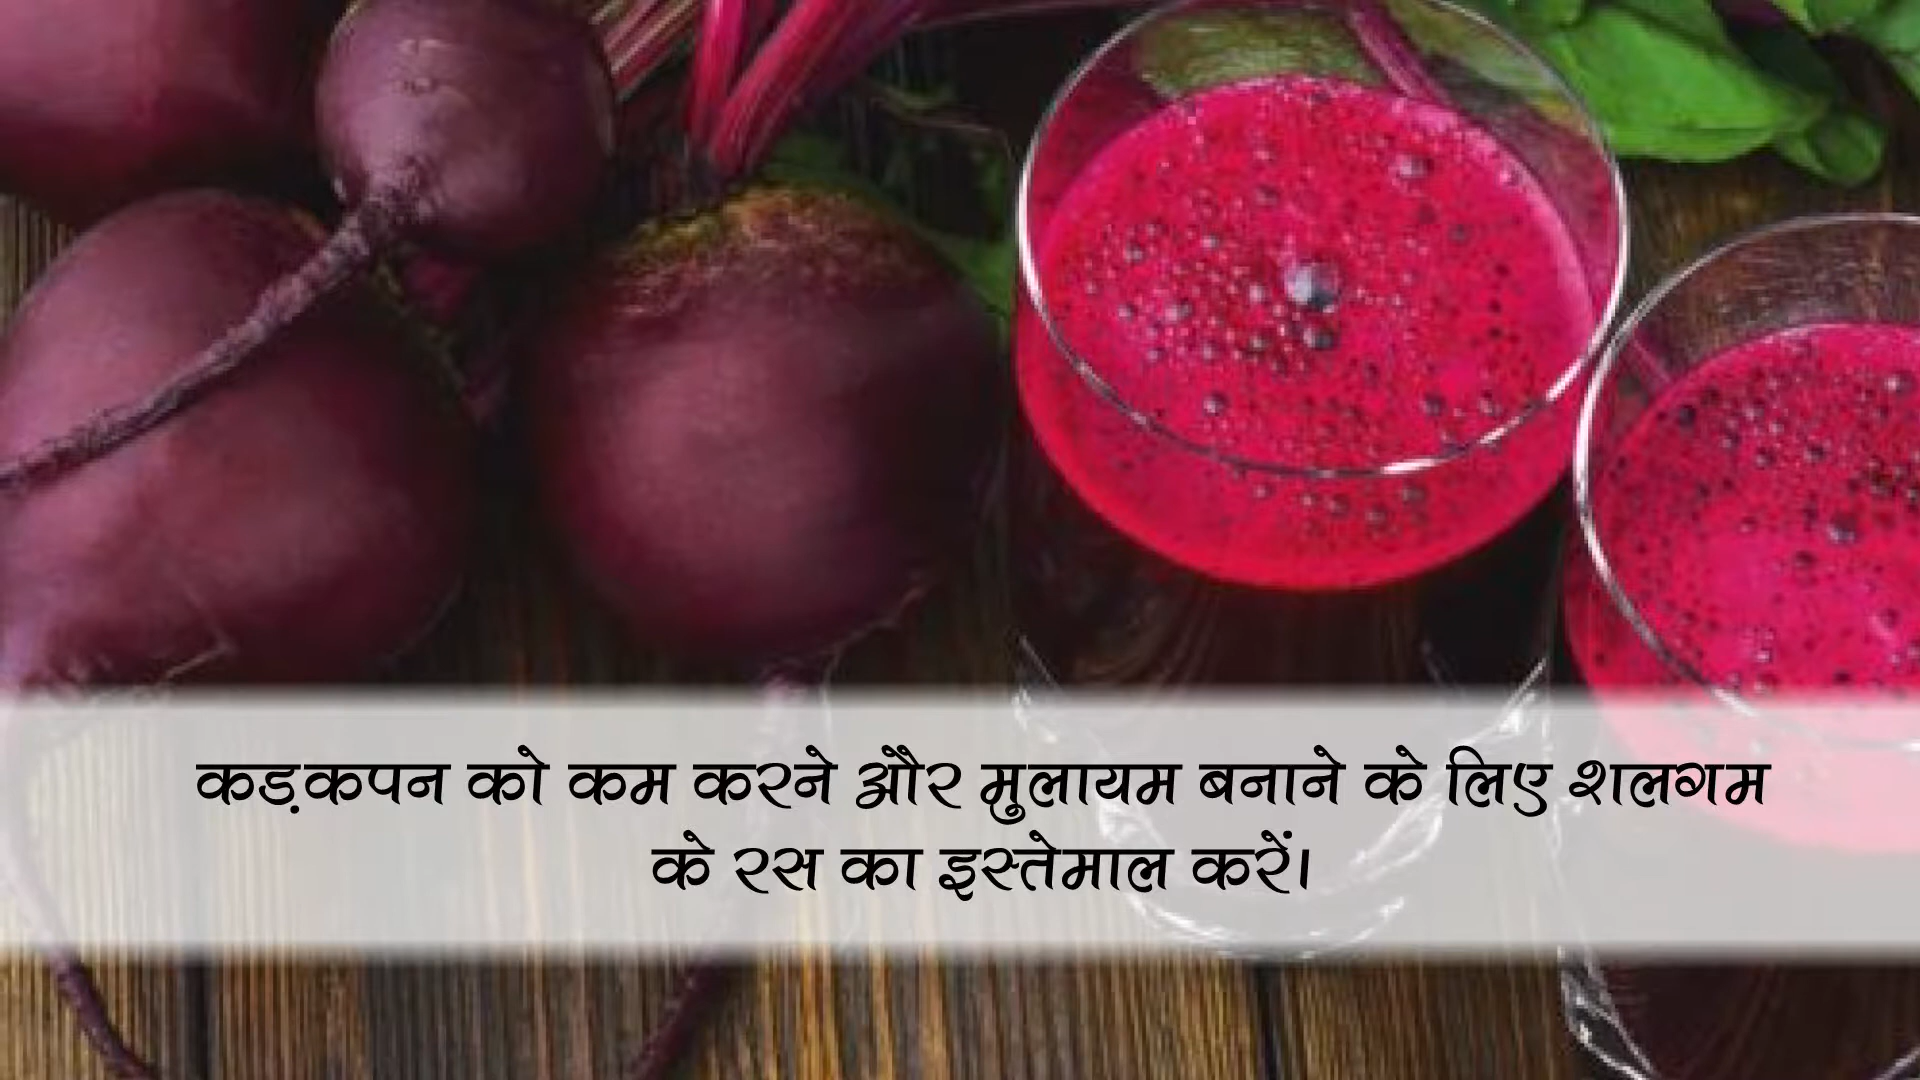 कड़कपन को कम करने और मुलायम बनाने के लिए शलगम
के रस का इस्तेमाल करें।